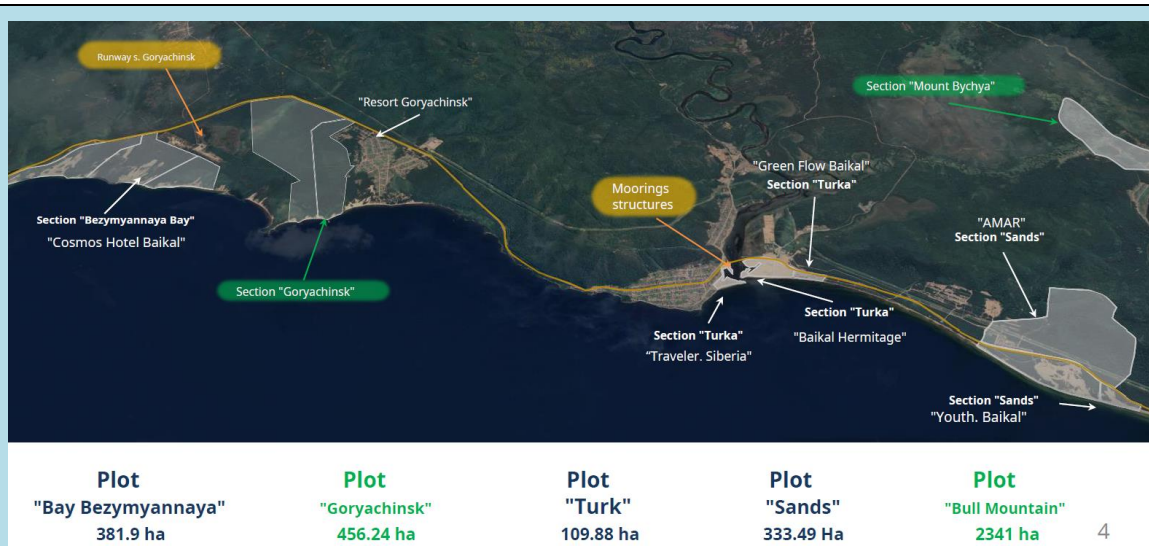 Runway s. Goryachinsk
"Resort Goryachinsk"
Section "Mount Bychya"
"Green Flow Baikal"
Section "Turka"
Moorings
structures
Section "Bezymyannaya Bay"
"Cosmos Hotel Baikal"
"AMAR"
Section "Sands"
Section "Goryachinsk"
Section "Turka"
"Baikal Hermitage"
Section "Turka"
“Traveler. Siberia"
Section "Sands"
"Youth. Baikal"
Plot
"Bay Bezymyannaya"
381.9 ha
Plot
"Goryachinsk"
456.24 ha
Plot
"Turk"
109.88 ha
Plot
"Sands"
333.49 Ha
Plot
"Bull Mountain"
2341 ha
4